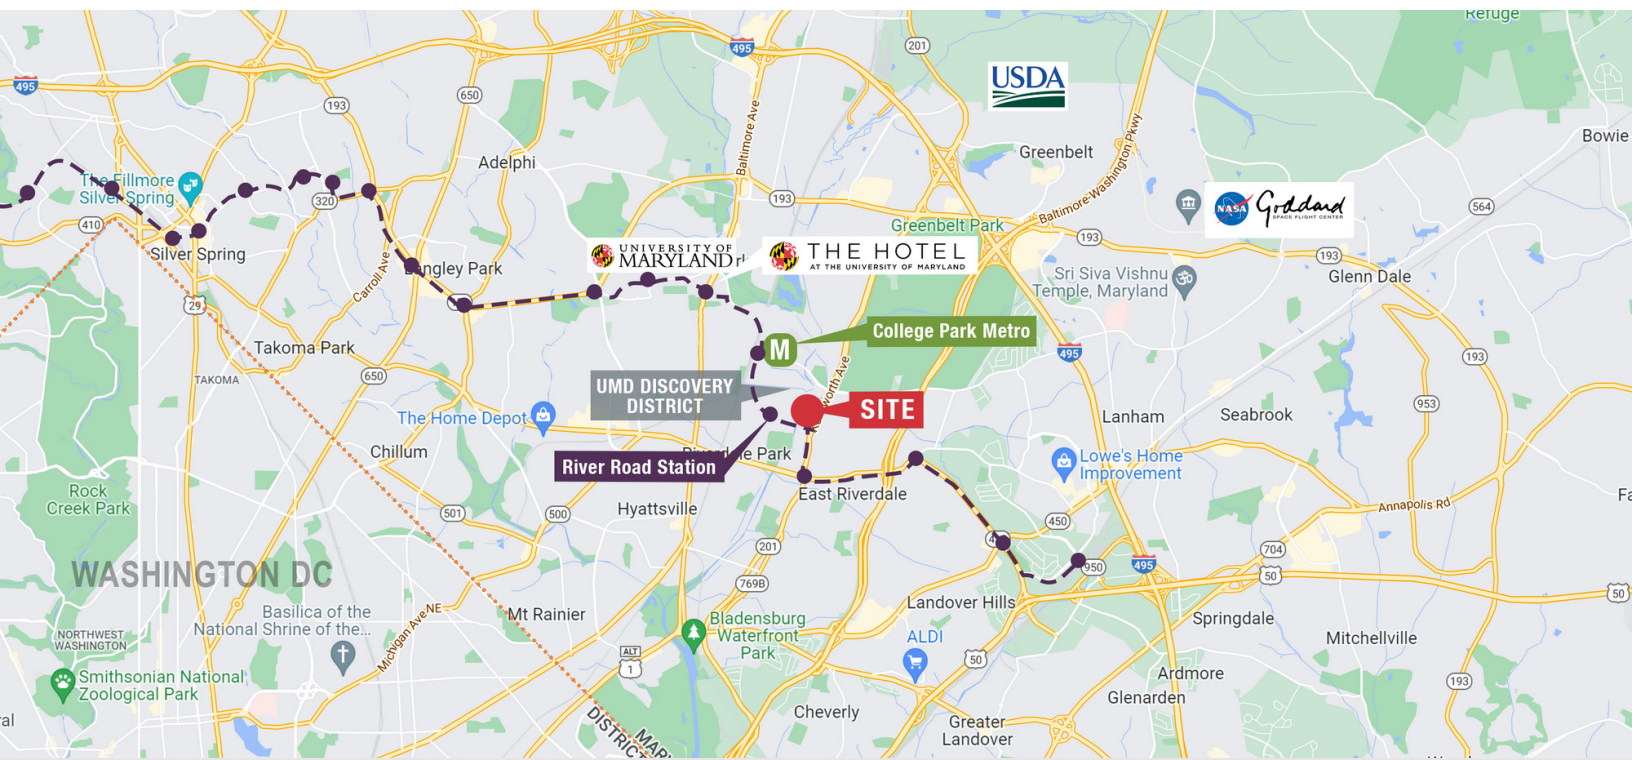 Refuge
495
201
USDA
495
650
193
Baltimore Ave
Baltimore-Washington Pkwy
Bowie
Adelphi
Greenbelt
The Fillmore
Silver Spring
320
193
NASA
Goddard
SPACE FLIGHT CENTER
564
410
Greenbelt Park
193
193
Silver Spring
UNIVERSITY OF
MARYLAND
THE HOTEL
AT THE UNIVERSITY OF MARYLAND
Langley Park
Carroll Ave
Sri Siva Vishnu
Temple, Maryland
Glenn Dale
29
College Park Metro
M
Takoma Park
495
193
TAKOMA
650
UMD DISCOVERY
DISTRICT
SITE
953
The Home Depot
Lanham
Seabrook
Chillum
Riverdale Park
River Road Station
Lowe's Home
Improvement
Rock
Creek Park
East Riverdale
Hyattsville
Annapolis Rd
501
500
450
201
704
WASHINGTON DC
769B
950
495
50
50
Basilica of the
National Shrine of the...
Michigan Ave NE
Mt Rainier
Landover Hills
Bladensburg
Waterfront
Park
Springdale
NORTHWEST
WASHINGTON
ALDI
Mitchellville
ALT
1
50
Smithsonian National
Zoological Park
Ardmore
193
Glenarden
Cheverly
Greater
Landover
DISTRICT